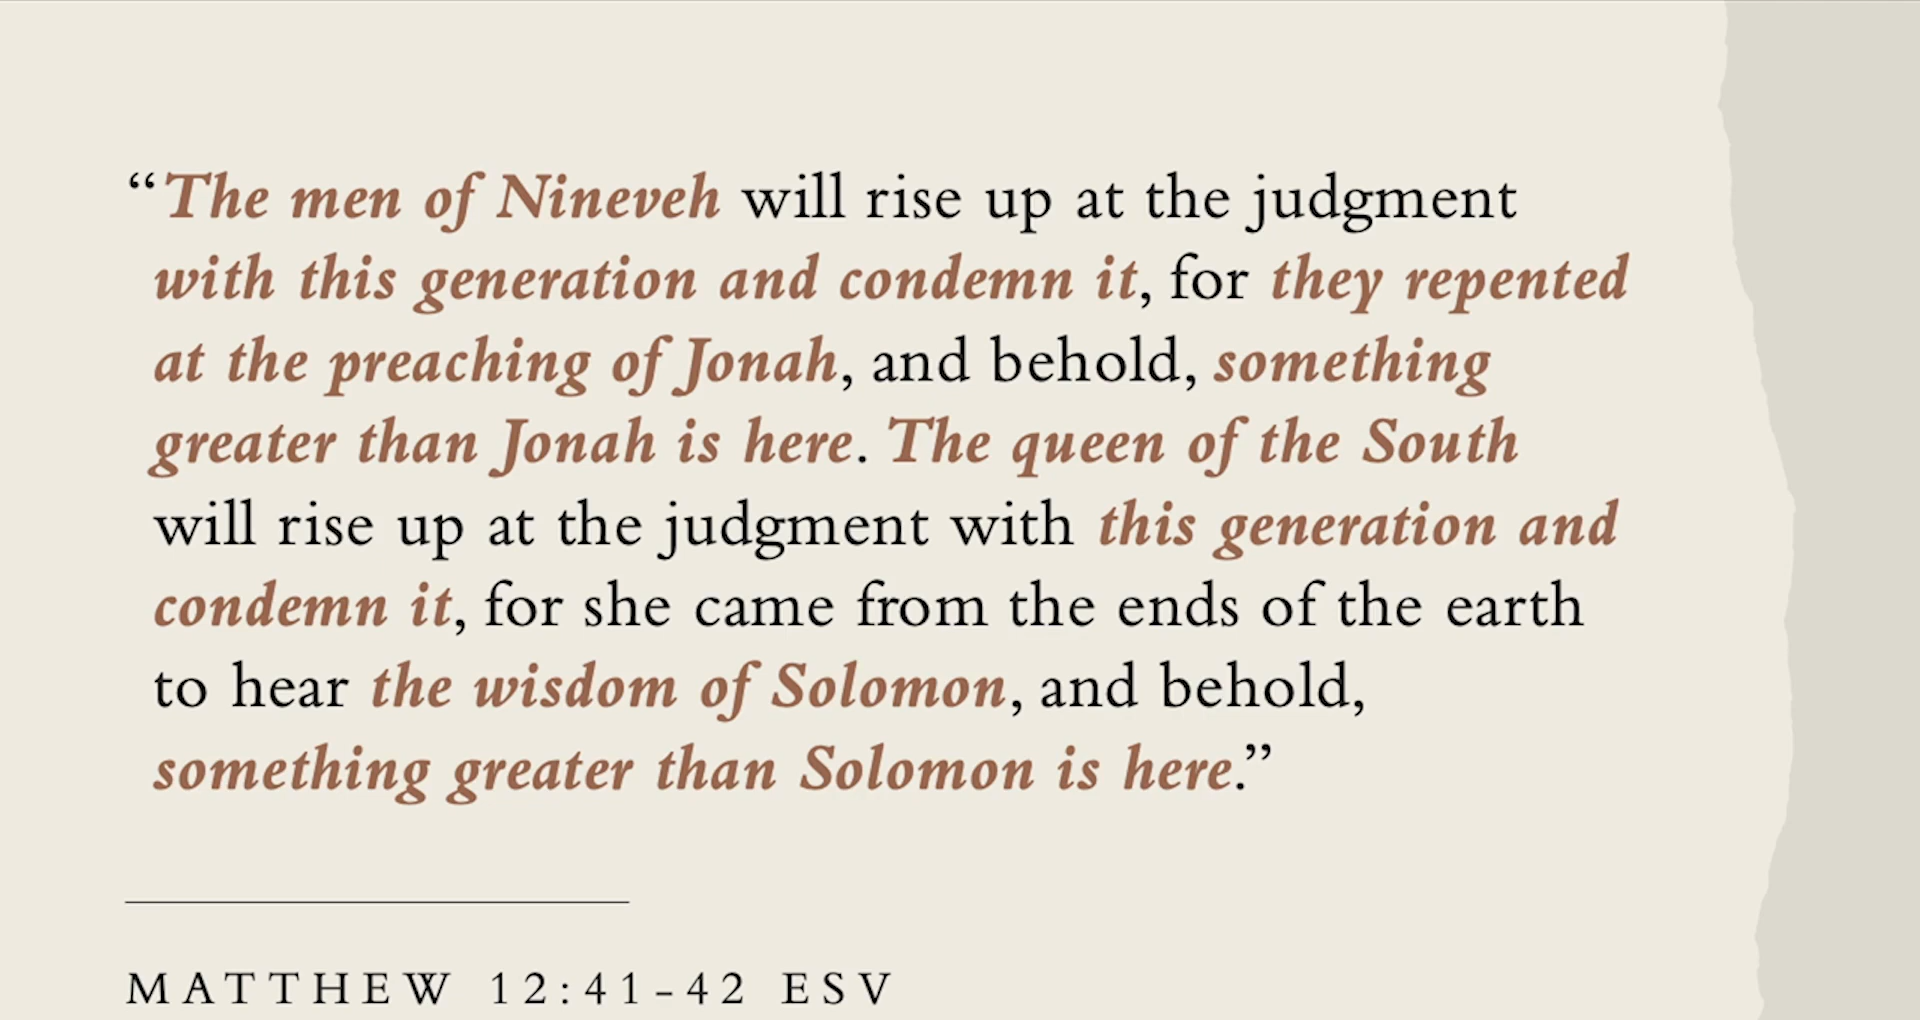 “The men of Nineveh will rise up at the judgment
with this generation and condemn it, for they repented
at the preaching of Jonah, and behold, something
greater than Jonah is here. The queen of the South
will rise up at the judgment with this generation and
condemn it, for she came from the ends of the earth
to hear the wisdom of Solomon, and behold,
something greater than Solomon is here.”
MATTHEW 12:41-42 ESV